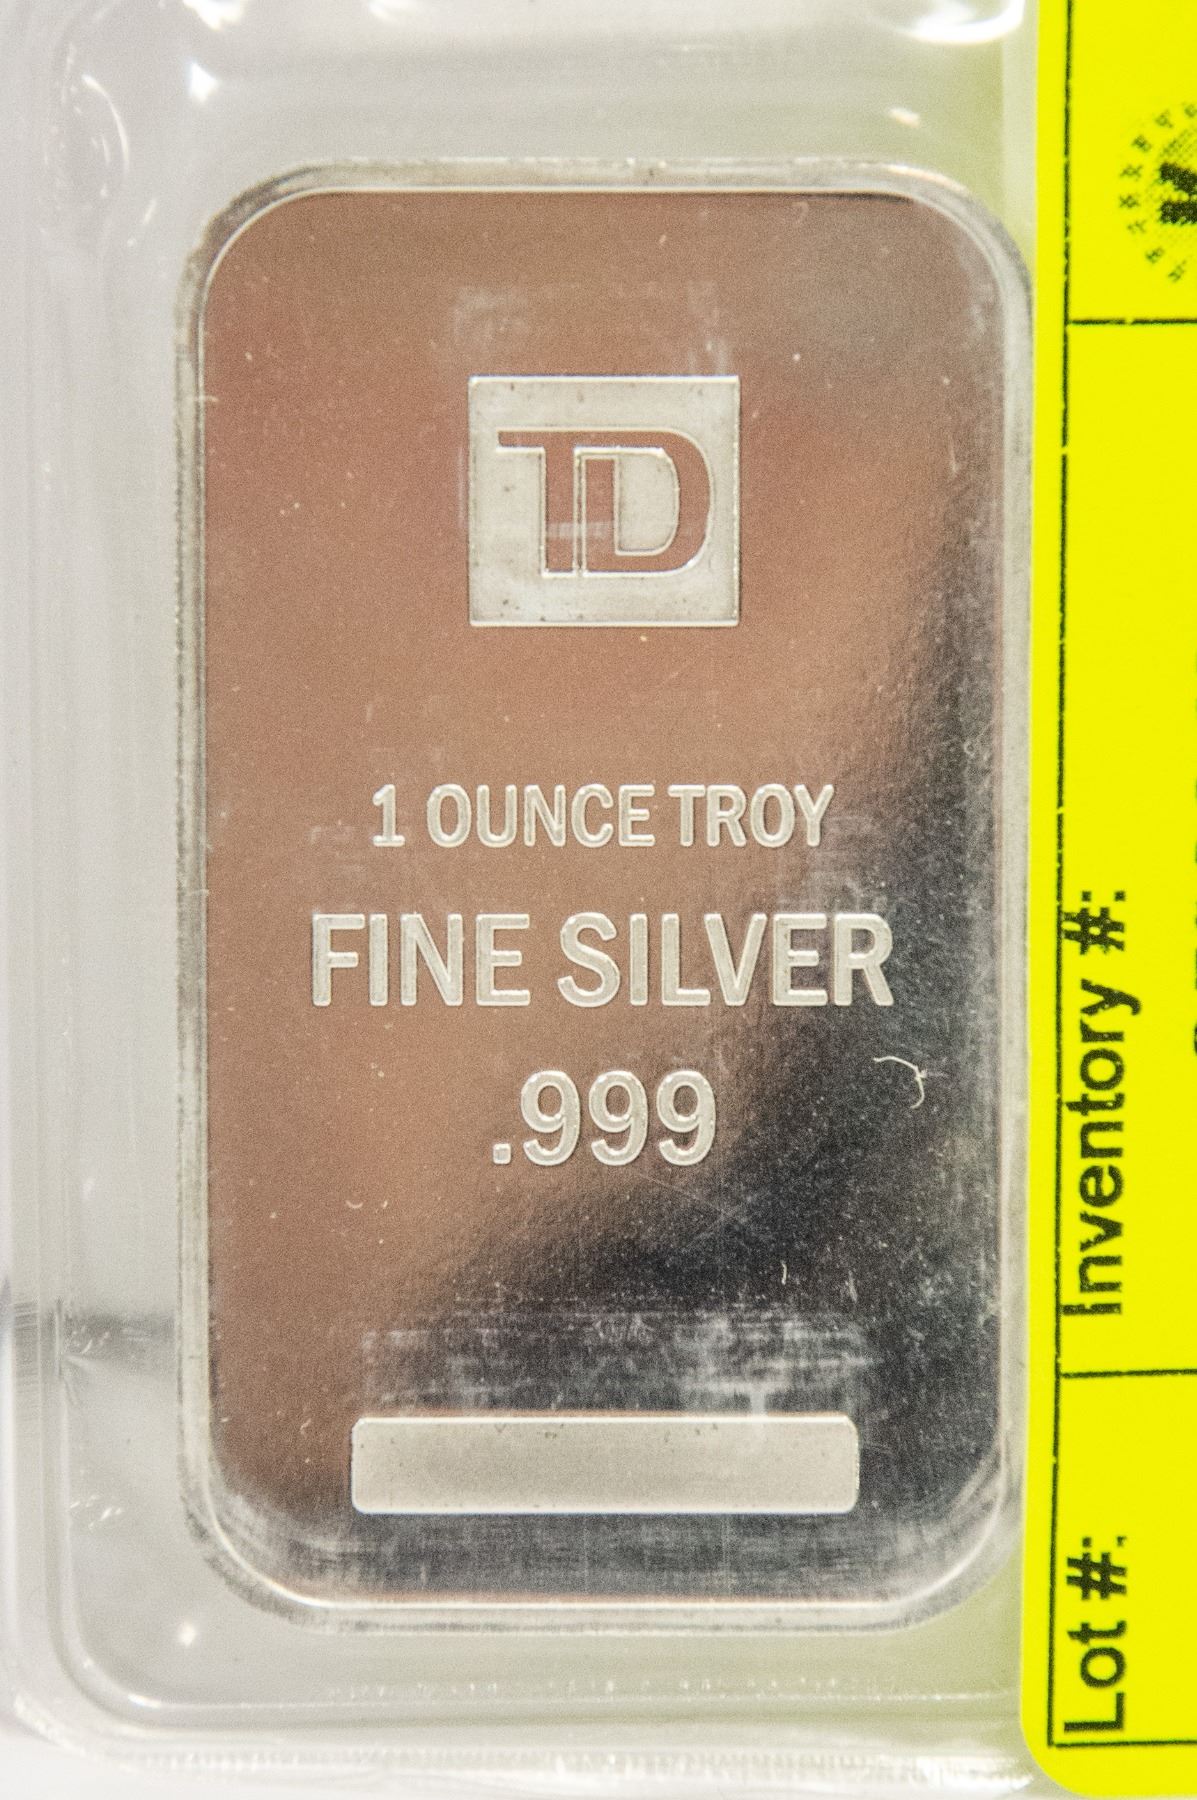 TD
1 OUNCE TROY
FINE SILVER
.999
Inventory #:
Lot #: